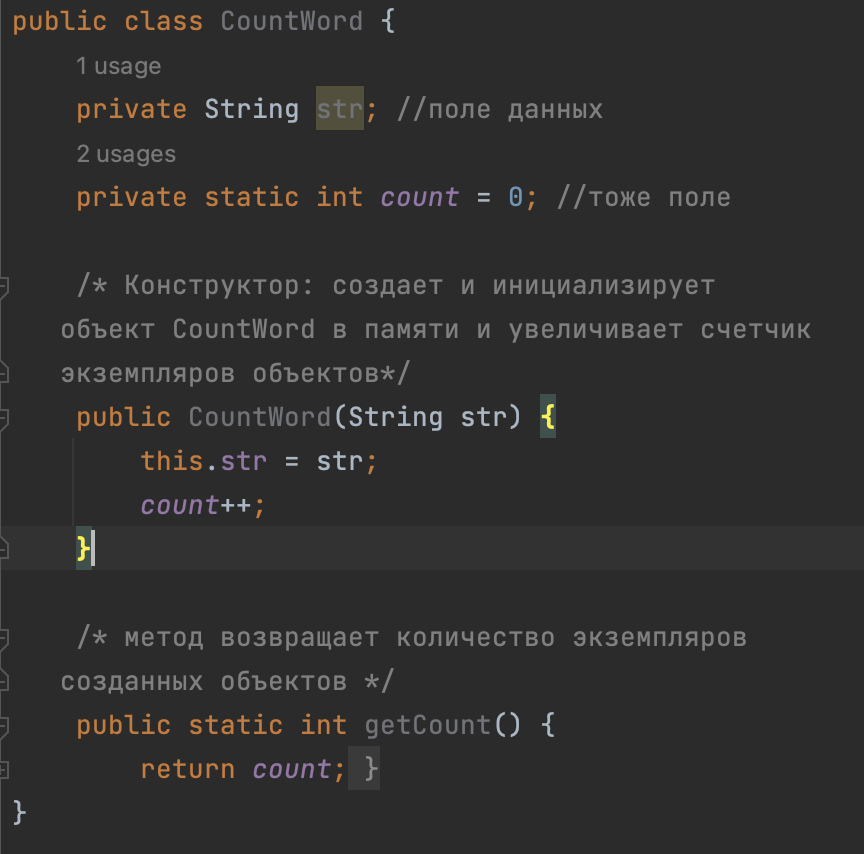 public class CountWord {
1 usage
private String str; //поле данных
2 usages
private static int count = 0; //тоже поле
/* Конструктор: создает и инициализирует
объект CountWord в памяти и увеличивает счетчик
экземпляров объектов*/
public CountWord(String str) {
this.str = str;
count++;
}
/* метод возвращает количество экземпляров
созданных объектов */
public static int getCount() {
return count; }
}